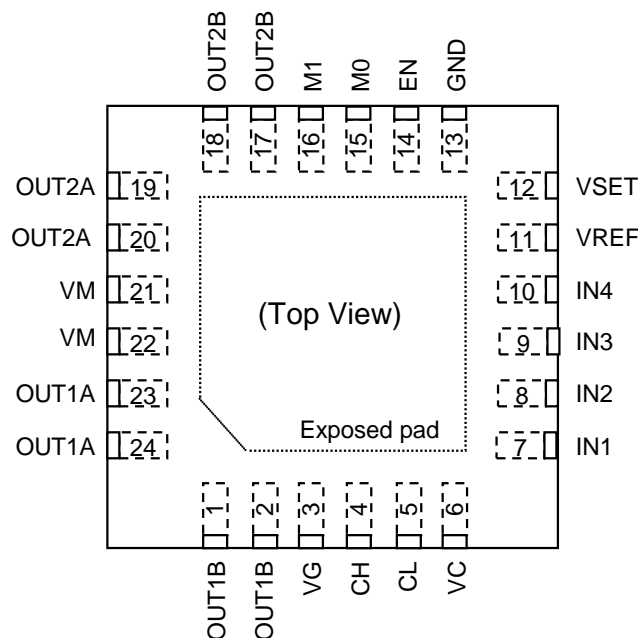 OUT2B OUT2B M1 M0 EN GND
18 17 16 15 14 13
OUT2A 19 12 VSET
OUT2A 20 11 VREF
VM 21 10 IN4
VM 22 9 IN3
OUT1A 23 8 IN2
OUT1A 24 7 IN1
(Top View)
Exposed pad
1 2 3 4 5 6
OUT1B OUT1B VG CH CL VC